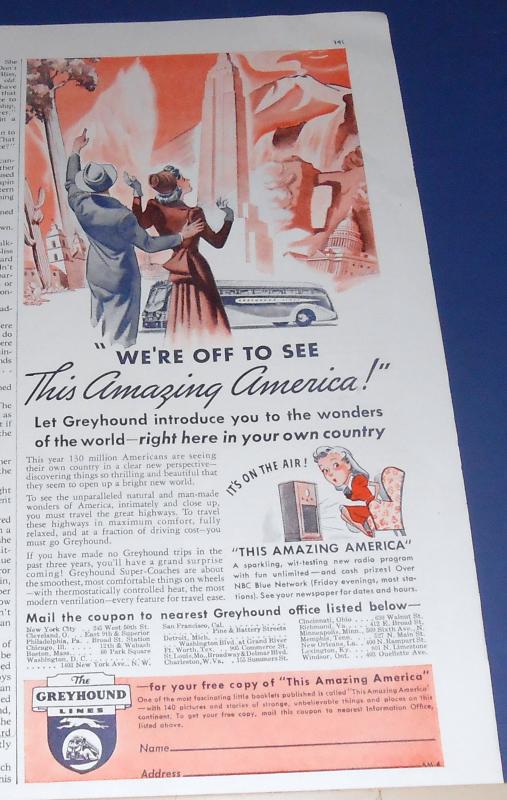 141
"WE'RE OFF TO SEE
This Amazing America!"
Let Greyhound introduce you to the wonders
of the world—right here in your own country
This year 130 million Americans are seeing
their own country in a clear new perspective—
discovering things so thrilling and beautiful that
they seem to open up a bright new world.
To see the unparalleled natural and man-made
wonders of America, intimately and close up,
you must travel the great highways. To travel
these highways in maximum comfort, fully
relaxed, and at a fraction of driving cost—you
must go Greyhound.
If you have made no Greyhound trips in the
past three years, you'll have a grand surprise
coming! Greyhound Super-Coaches are about
the smoothest, most comfortable things on wheels
—with thermostatically controlled heat, the most
modern ventilation—every feature for travel ease.
IT'S ON THE AIR!
"THIS AMAZING AMERICA"
A sparkling, wit-testing new radio program
with fun unlimited—and cash prizes! Over
NBC Blue Network (Friday evenings, most sta-
tions). See your newspaper for dates and hours.
Mail the coupon to nearest Greyhound office listed below—
New York City . 245 West 50th St.
Cleveland, O. . East 9th & Superior
Philadelphia, Pa. . Broad St. Station
Chicago, Ill. . . 12th & Wabash
Boston, Mass. . . 60 Park Square
Washington, D. C.
. . 1403 New York Ave., N. W.
San Francisco, Cal.
. . Pine & Battery Streets
Detroit, Mich.
. Washington Blvd. at Grand River
Ft. Worth, Tex. . 905 Commerce St.
St. Louis, Mo., Broadway & Delmar Blvd.
Charleston, W. Va. . 155 Summers St.
Cincinnati, Ohio . 630 Walnut St.
Richmond, Va. . 412 E. Broad St.
Minneapolis, Minn. 509 Sixth Ave., N.
Memphis, Tenn. . 527 N. Main St.
New Orleans, La. . 400 N. Rampart St.
Lexington, Ky. . 801 N. Limestone
Windsor, Ont. . 403 Ouellette Ave.
The
GREYHOUND
LINES
—for your free copy of "This Amazing America"
One of the most fascinating little booklets published is called "This Amazing America"
—with 140 pictures and stories of strange, unbelievable things and places on this
continent. To get your free copy, mail this coupon to nearest Information Office,
listed above.
Name
Address